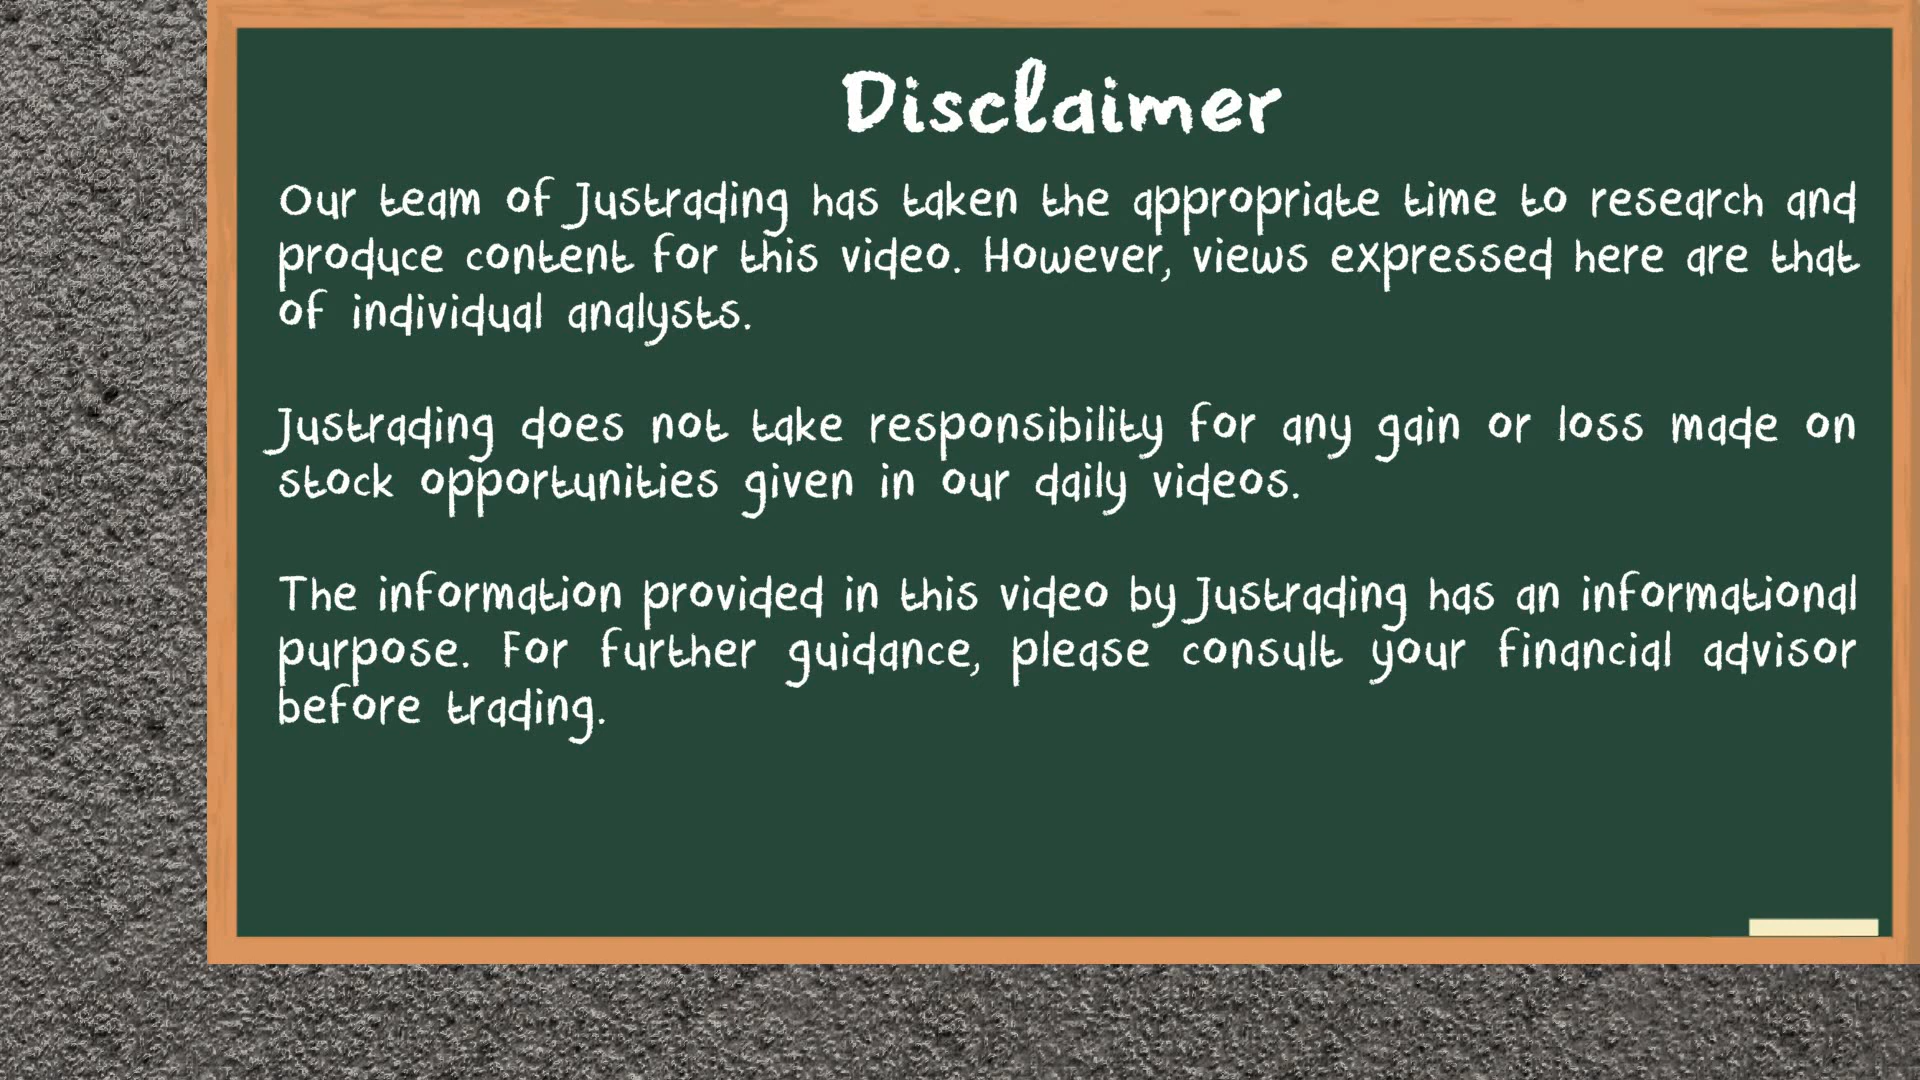 Disclaimer
Our team of Justrading has taken the appropriate time to research and
produce content for this video. However, views expressed here are that
of individual analysts.
Justrading does not take responsibility for any gain or loss made on
stock opportunities given in our daily videos.
The information provided in this video by Justrading has an informational
purpose. For further guidance, please consult your financial advisor
before trading.